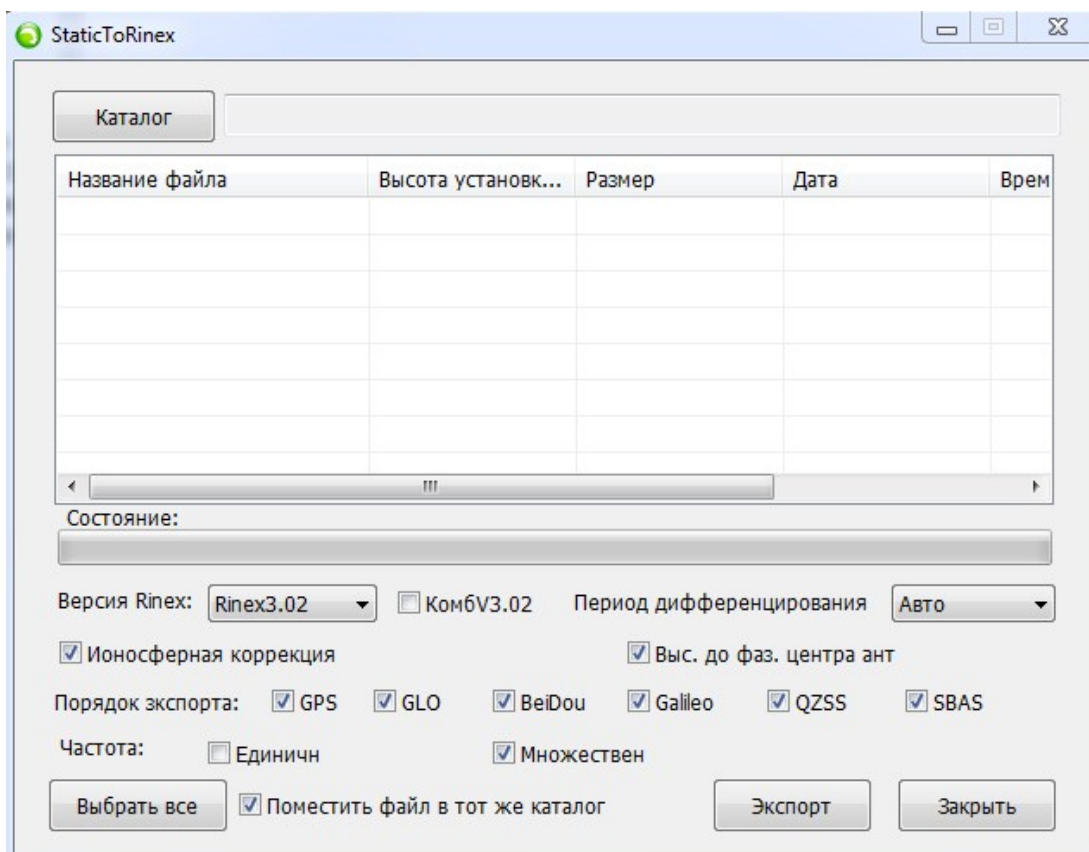 StaticToRinex
Каталог
Название файла Высота установк... Размер Дата Врем
Состояние:
Версия Rinex: Rinex3.02 КомбV3.02 Период дифференцирования Авто
Ионосферная коррекция Выс. до фаз. центра ант
Порядок зкспорта: GPS GLO BeiDou Galileo QZSS SBAS
Частота: Единичн Множествен
Выбрать все Поместить файл в тот же каталог Экспорт Закрыть